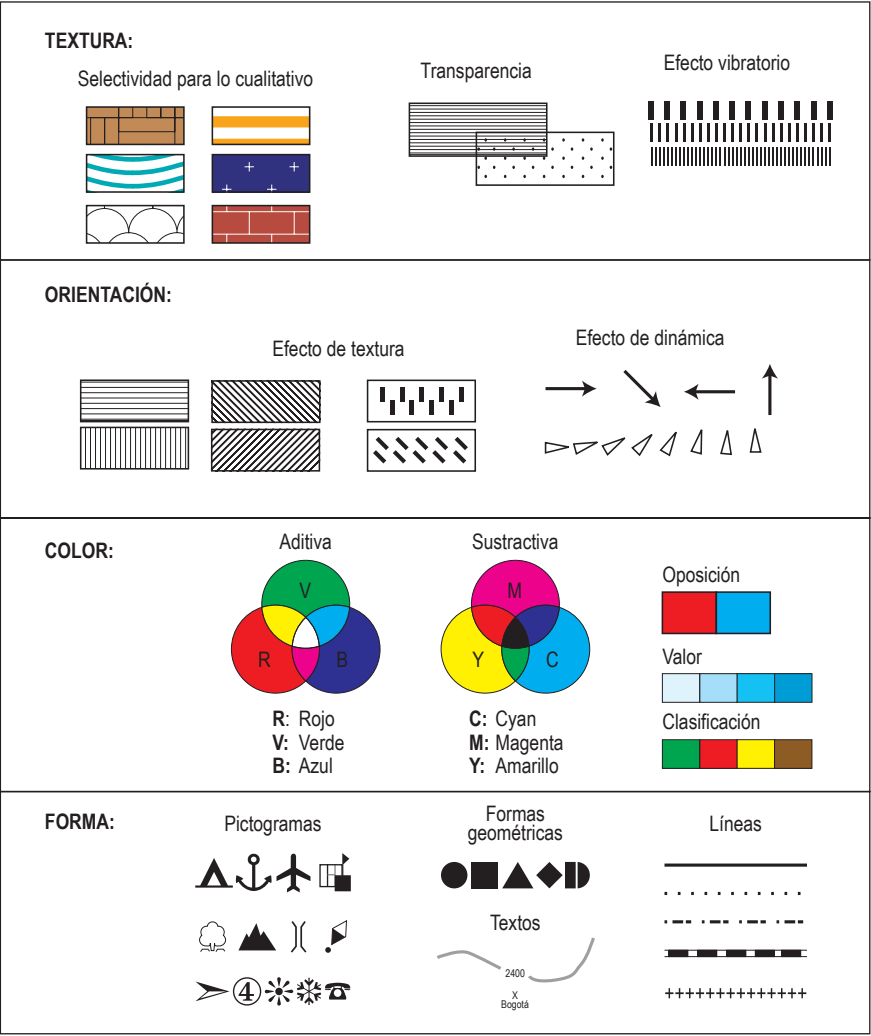 TEXTURA:
Selectividad para lo cualitativo
Transparencia
Efecto vibratorio
ORIENTACIÓN:
Efecto de textura
Efecto de dinámica
COLOR:
Aditiva
V
R
B
R: Rojo
V: Verde
B: Azul
Sustractiva
M
Y
C
C: Cyan
M: Magenta
Y: Amarillo
Oposición
Valor
Clasificación
FORMA:
Pictogramas
4
Formas
geométricas
Textos
2400
X
Bogotá
Líneas